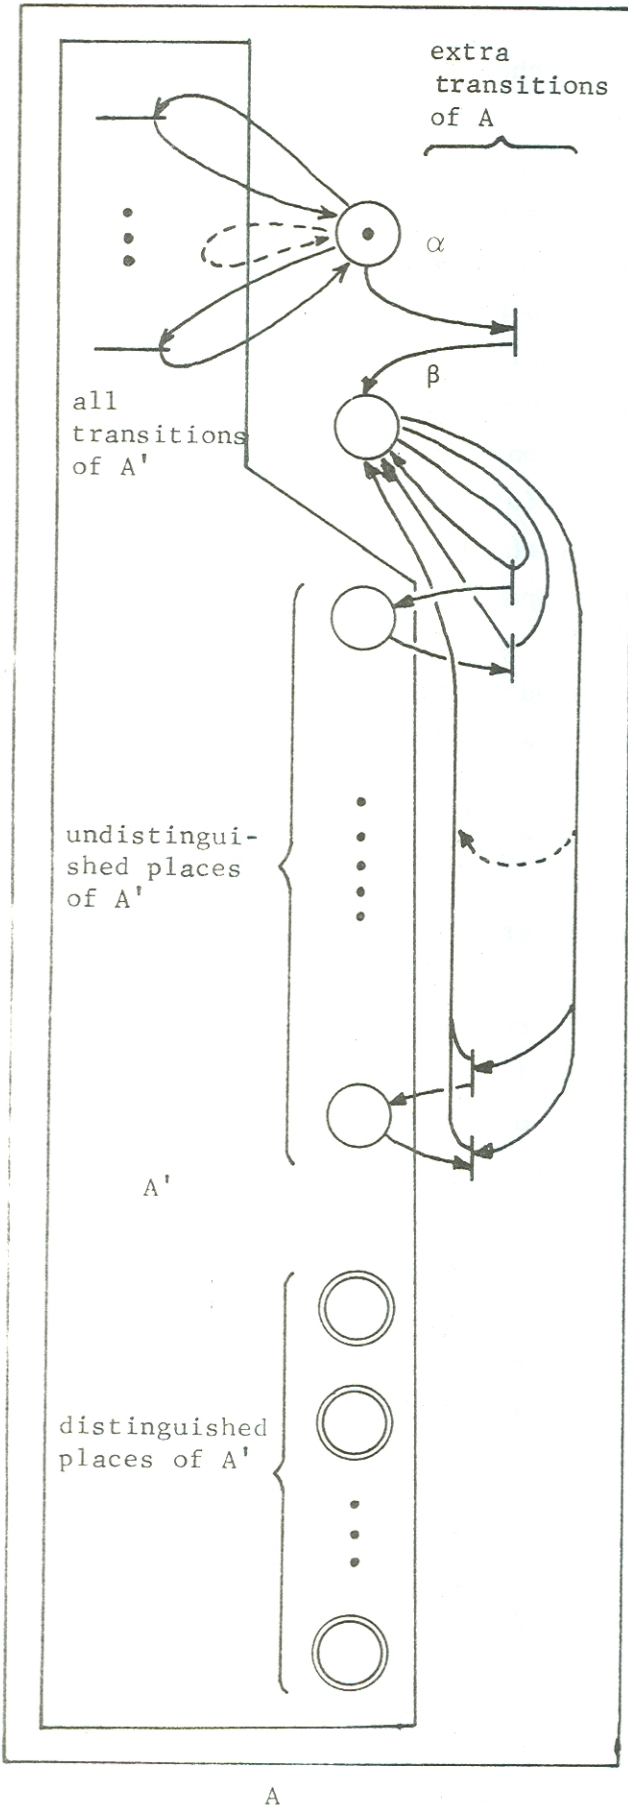 extra
transitions
of A
α
β
all
transitions
of A'
undistingui-
shed places
of A'
A'
distinguished
places of A'
A